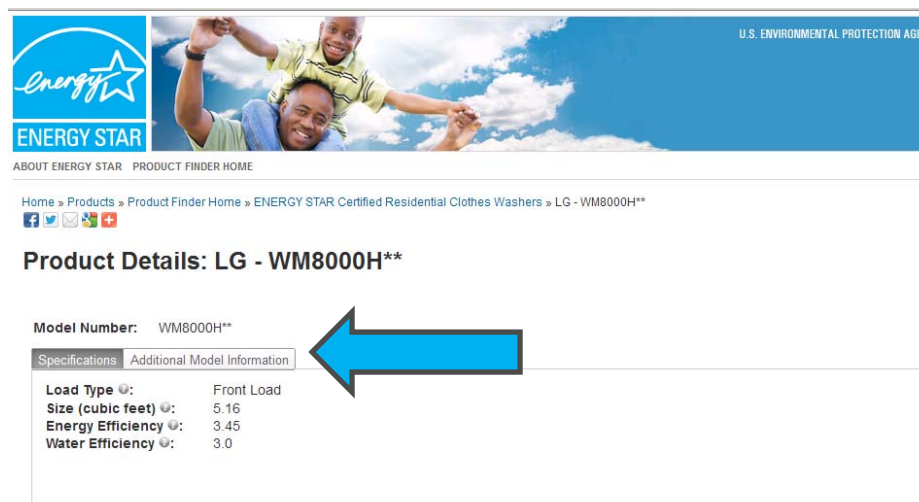 U.S. ENVIRONMENTAL PROTECTION AG
energy
ENERGY STAR
ABOUT ENERGY STAR PRODUCT FINDER HOME
Home » Products » Product Finder Home » ENERGY STAR Certified Residential Clothes Washers » LG - WM8000H**
Product Details: LG - WM8000H**
Model Number: WM8000H**
Specifications Additional Model Information
Load Type : Front Load
Size (cubic feet) : 5.16
Energy Efficiency : 3.45
Water Efficiency : 3.0